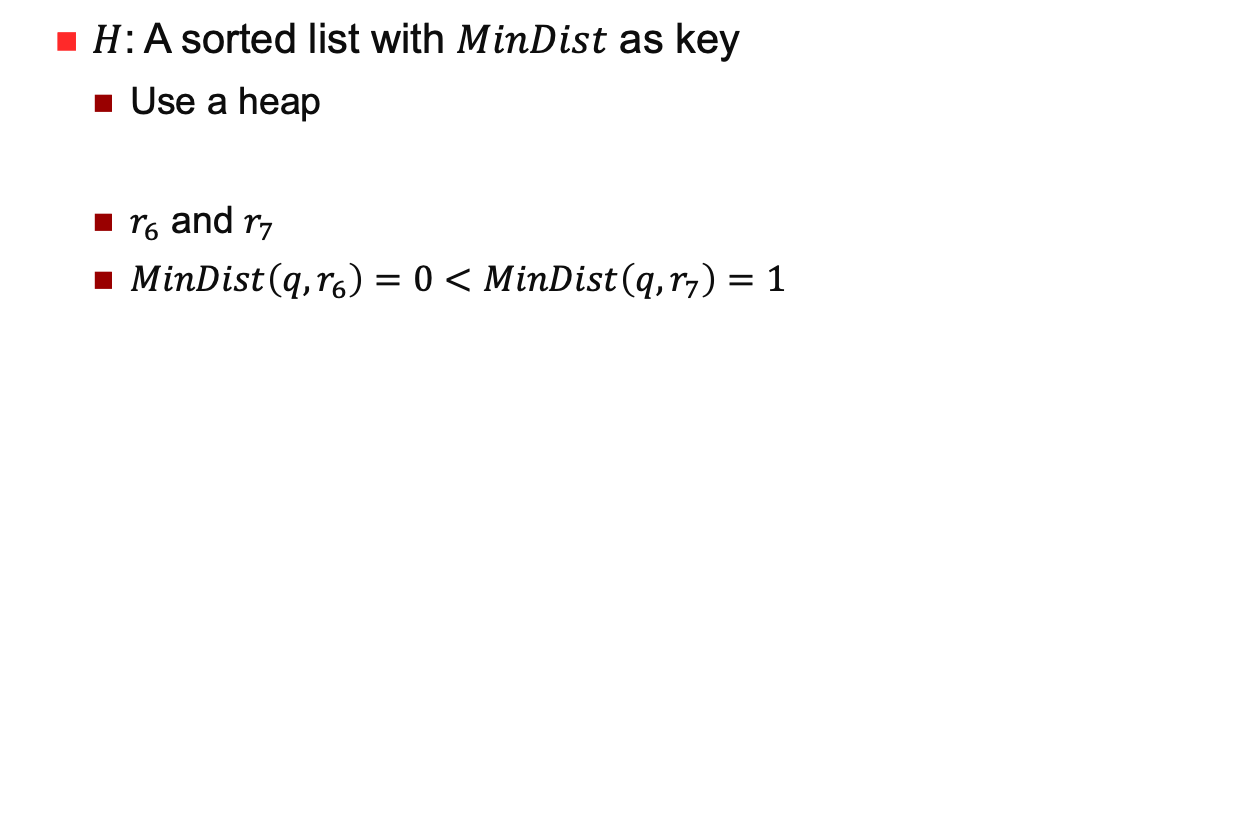 H: A sorted list with MinDist as key
Use a heap
r₆ and r₇
MinDist(q, r₆) = 0 < MinDist(q, r₇) = 1